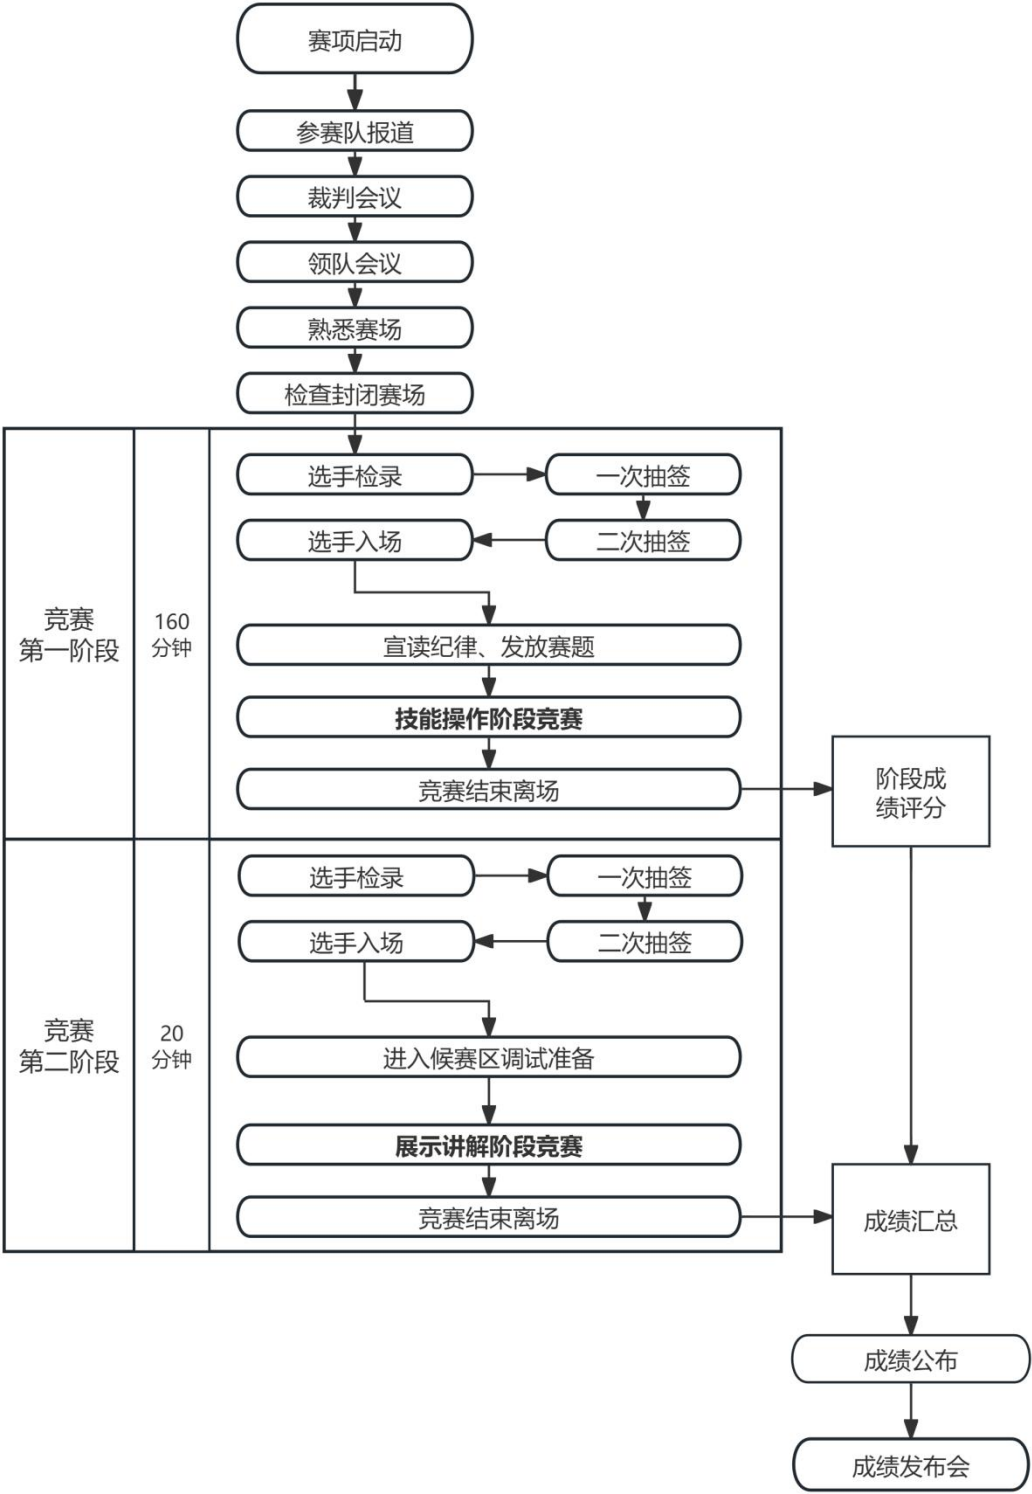 赛项启动
参赛队报道
裁判会议
领队会议
熟悉赛场
检查封闭赛场
竞赛
第一阶段
160
分钟
选手检录
一次抽签
选手入场
二次抽签
宣读纪律、发放赛题
技能操作阶段竞赛
竞赛结束离场
阶段成
绩评分
竞赛
第二阶段
20
分钟
选手检录
一次抽签
选手入场
二次抽签
进入候赛区调试准备
展示讲解阶段竞赛
竞赛结束离场
成绩汇总
成绩公布
成绩发布会